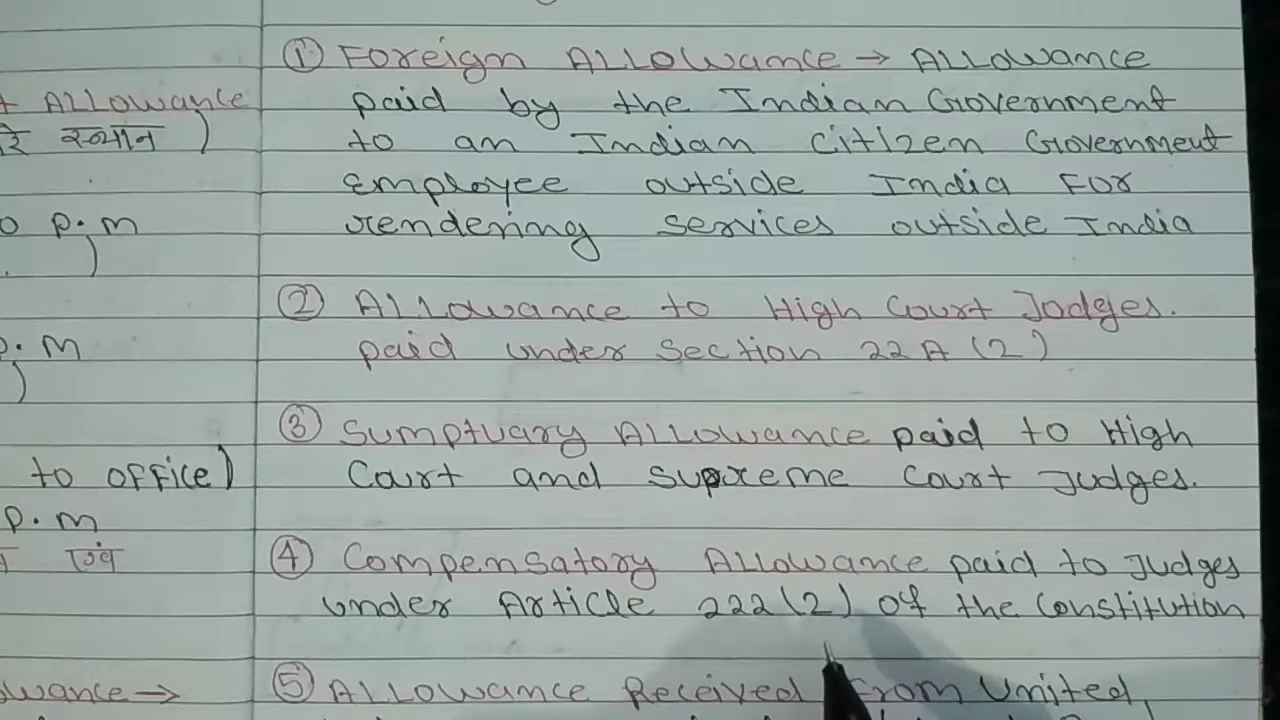 + Allowance
रे स्थान )
0 p.m
)
p.m
)
to office)
p.m
एवं
owance →
① Foreign Allowance → Allowance
paid by the Indian Government
to an Indian Citizen Government
Employee outside India For
rendering services outside India
② Allowance to High Court Jodges.
paid under Section 22A (2)
③ Sumptuary Allowance paid to High
Court and Supreme Court Judges.
④ Compensatory Allowance paid to Judges
under Article 222(2) of the Constitution
⑤ Allowance Received From United